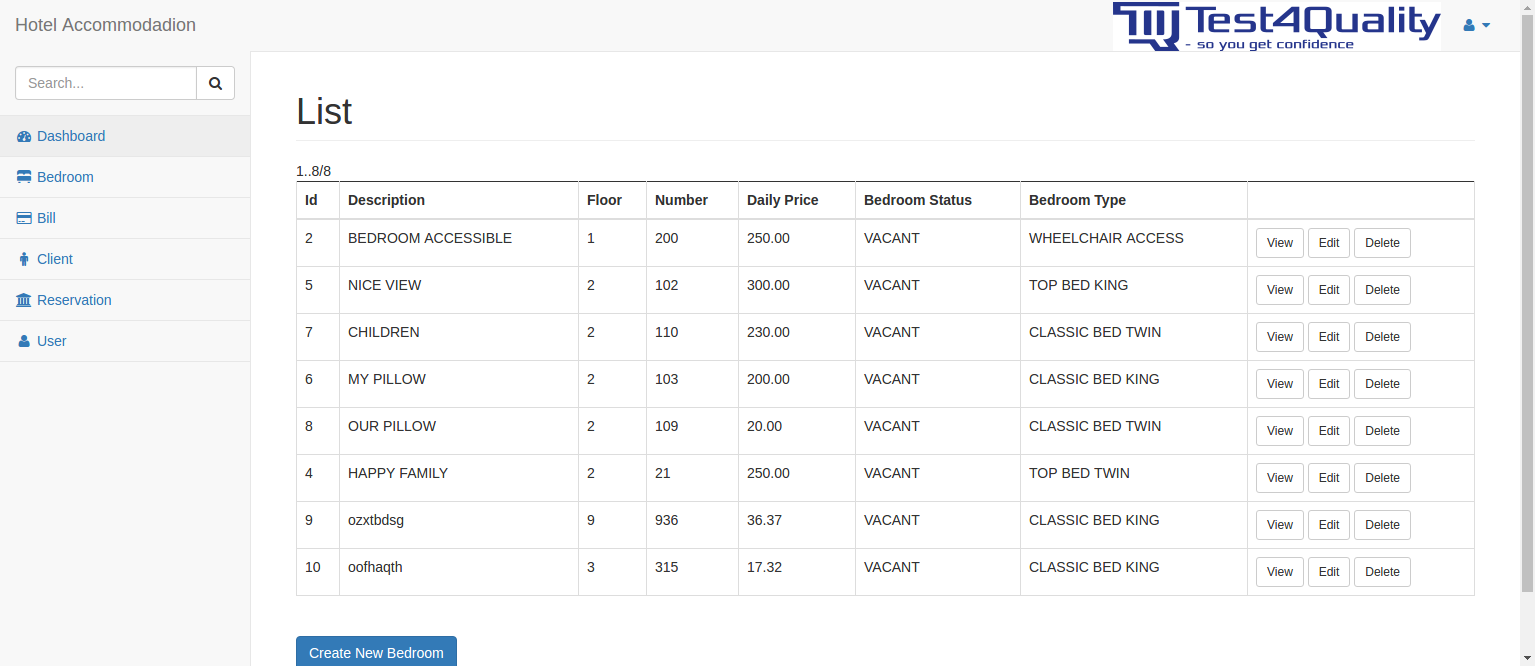 Hotel Accommodadion
Test4Quality
- so you get confidence
Search...
Dashboard
Bedroom
Bill
Client
Reservation
User
List
1..8/8
Id Description Floor Number Daily Price Bedroom Status Bedroom Type
2 BEDROOM ACCESSIBLE 1 200 250.00 VACANT WHEELCHAIR ACCESS View Edit Delete
5 NICE VIEW 2 102 300.00 VACANT TOP BED KING View Edit Delete
7 CHILDREN 2 110 230.00 VACANT CLASSIC BED TWIN View Edit Delete
6 MY PILLOW 2 103 200.00 VACANT CLASSIC BED KING View Edit Delete
8 OUR PILLOW 2 109 20.00 VACANT CLASSIC BED TWIN View Edit Delete
4 HAPPY FAMILY 2 21 250.00 VACANT TOP BED TWIN View Edit Delete
9 ozxtbdsg 9 936 36.37 VACANT CLASSIC BED KING View Edit Delete
10 oofhaqth 3 315 17.32 VACANT CLASSIC BED KING View Edit Delete
Create New Bedroom